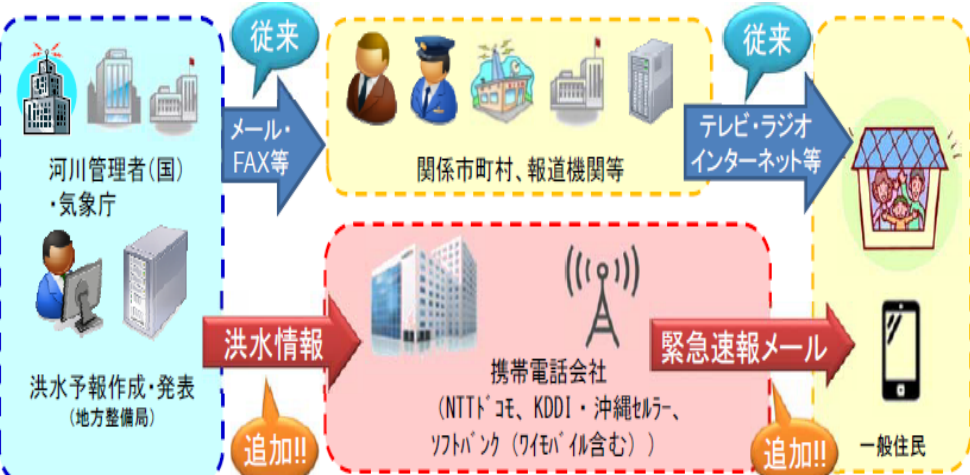 従来
従来
メール・
FAX等
テレビ・ラジオ
インターネット等
河川管理者(国)
・気象庁
関係市町村、報道機関等
洪水情報
緊急速報メール
洪水予報作成・発表
(地方整備局)
携帯電話会社
(NTTドコモ、KDDI・沖縄セルラー、
ソフトバンク(ワイモバイル含む))
追加!!
追加!!
一般住民